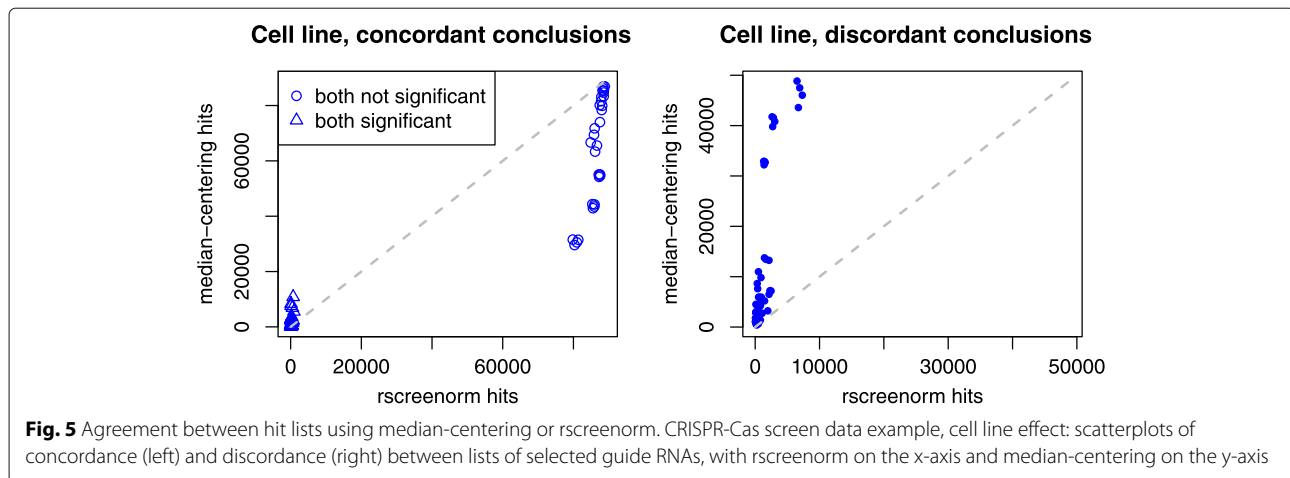 Cell line, concordant conclusions
both not significant
both significant
median−centering hits
0
20000
60000
0
20000
60000
rscreenorm hits
Cell line, discordant conclusions
median−centering hits
0
20000
40000
0
10000
30000
50000
rscreenorm hits
Fig. 5 Agreement between hit lists using median-centering or rscreenorm. CRISPR-Cas screen data example, cell line effect: scatterplots of
concordance (left) and discordance (right) between lists of selected guide RNAs, with rscreenorm on the x-axis and median-centering on the y-axis